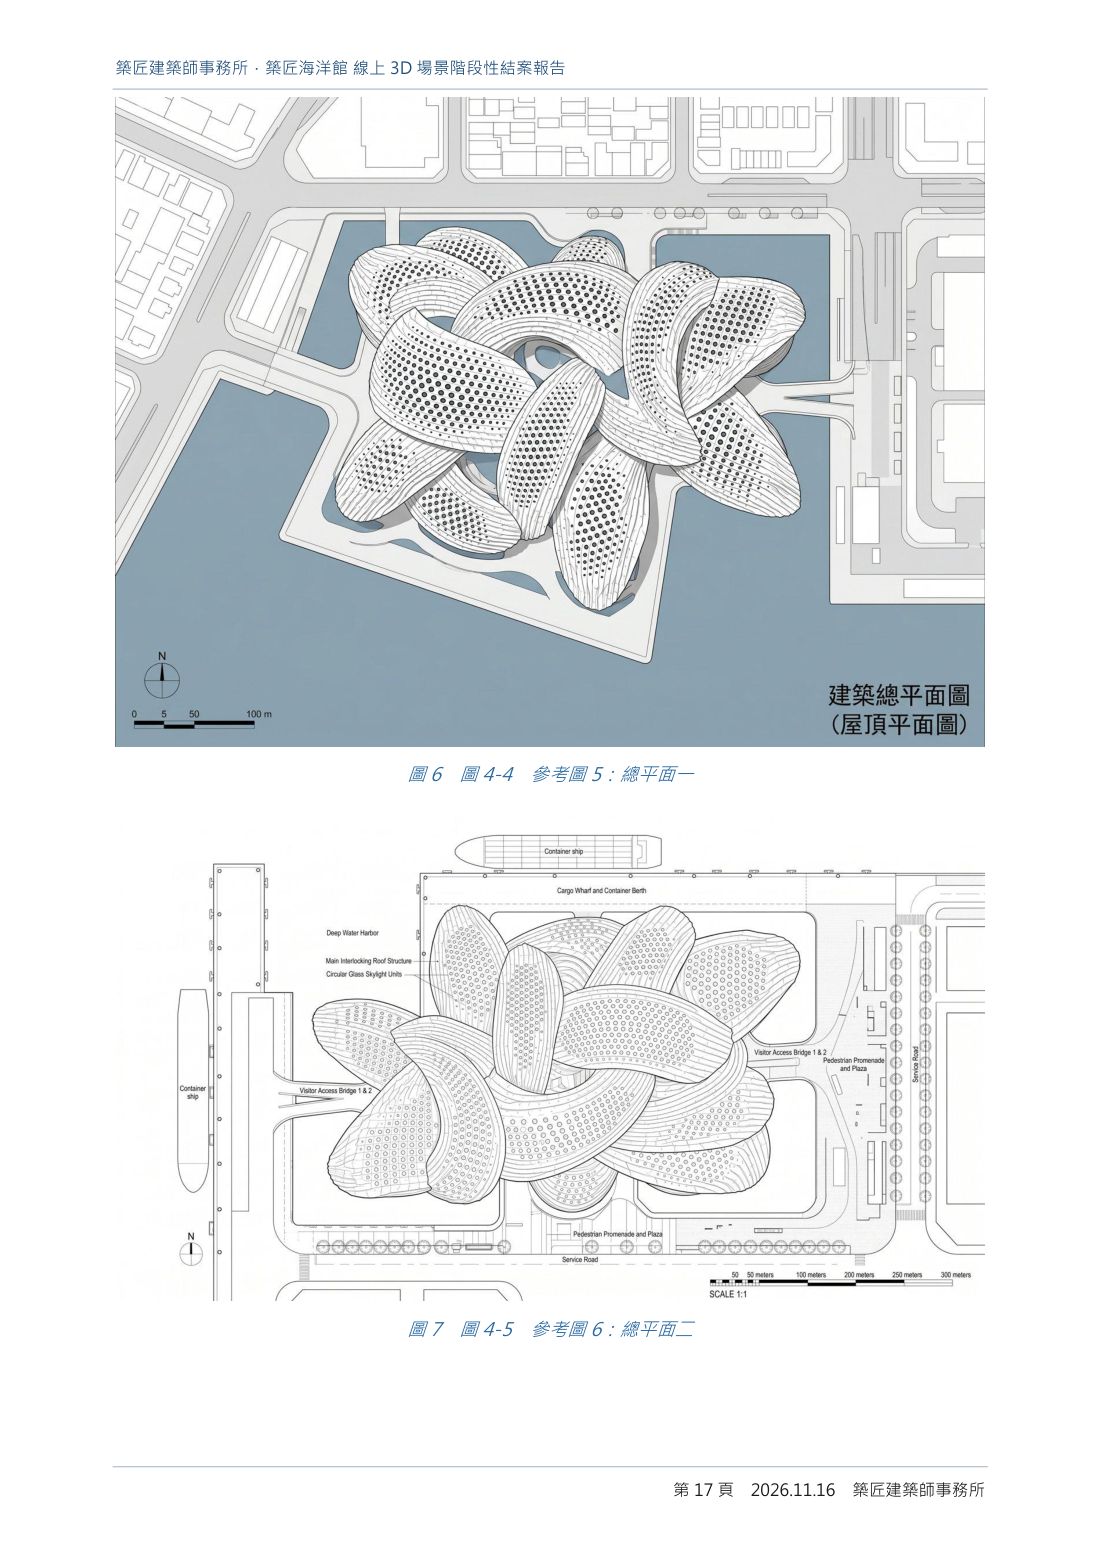 築匠建築師事務所．築匠海洋館 線上 3D 場景階段性結案報告
N
0 5 50 100 m
建築總平面圖
(屋頂平面圖)
圖 6 圖 4-4 參考圖 5：總平面一
Container ship
Cargo Wharf and Container Berth
Deep Water Harbor
Main Interlocking Roof Structure
Circular Glass Skylight Units
Visitor Access Bridge 1 & 2
Pedestrian Promenade
and Plaza
Service Road
Container
ship
Visitor Access Bridge 1 & 2
N
Pedestrian Promenade and Plaza
Service Road
50 50 meters 100 meters 200 meters 250 meters 300 meters
SCALE 1:1
圖 7 圖 4-5 參考圖 6：總平面二
第 17 頁 2026.11.16 築匠建築師事務所